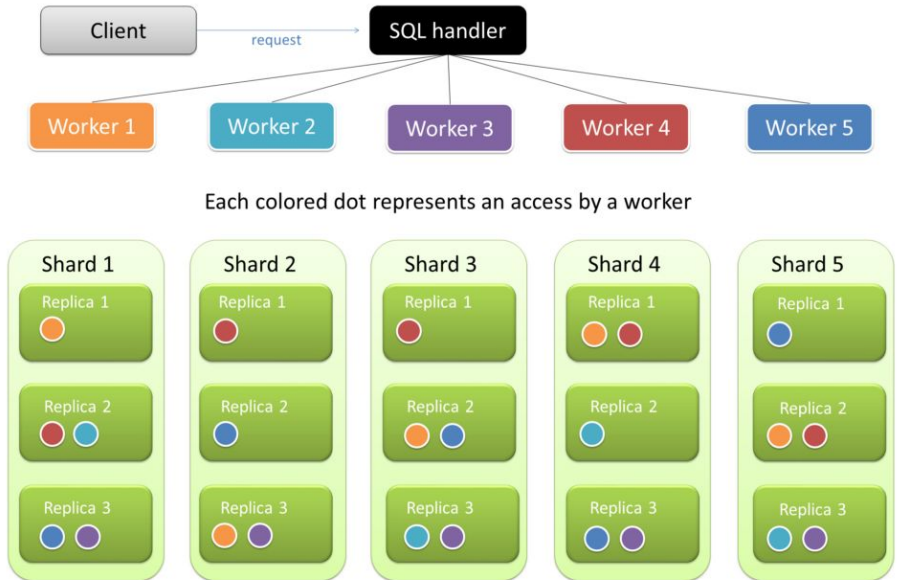 Client
request
SQL handler
Worker 1
Worker 2
Worker 3
Worker 4
Worker 5
Each colored dot represents an access by a worker
Shard 1
Replica 1
Replica 2
Replica 3
Shard 2
Replica 1
Replica 2
Replica 3
Shard 3
Replica 1
Replica 2
Replica 3
Shard 4
Replica 1
Replica 2
Replica 3
Shard 5
Replica 1
Replica 2
Replica 3